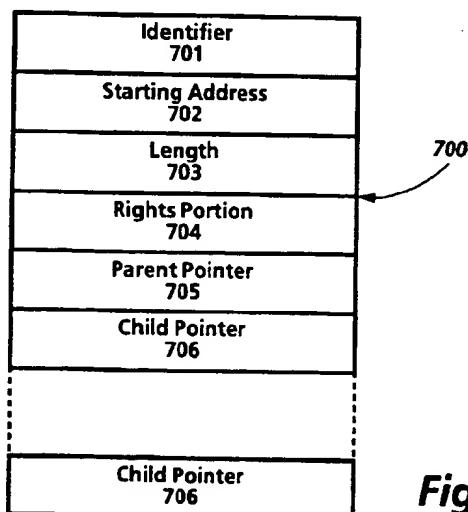 Identifier
701
Starting Address
702
Length
703
700
Rights Portion
704
Parent Pointer
705
Child Pointer
706
Child Pointer
706
Fig